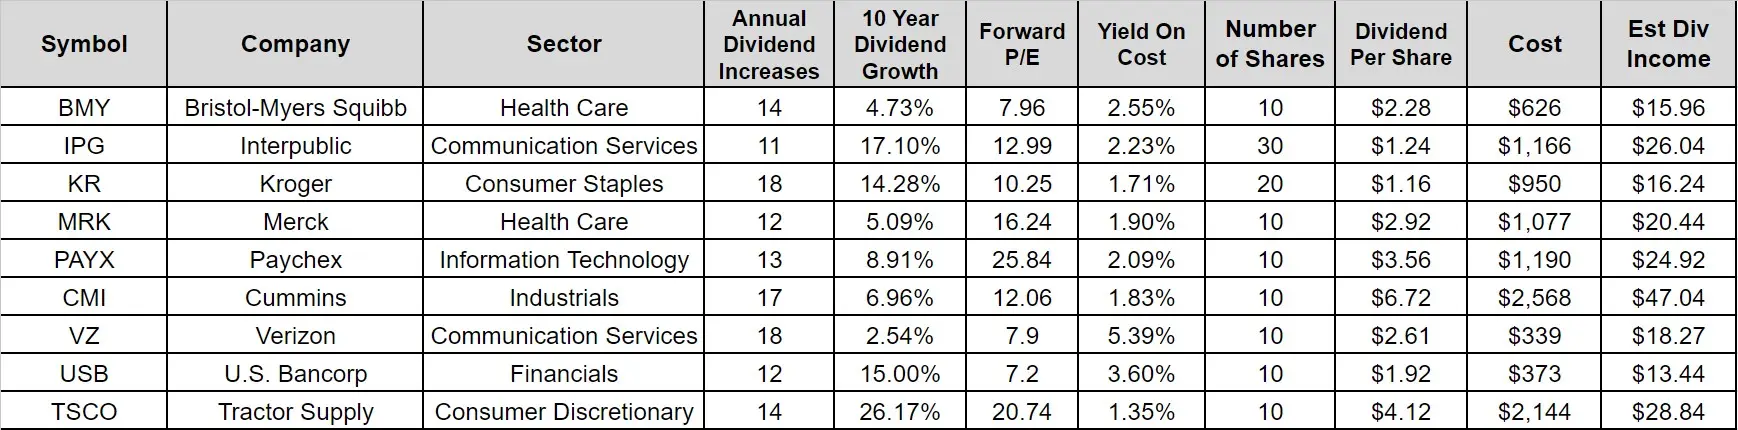 Symbol Company Sector Annual Dividend Increases 10 Year Dividend Growth Forward P/E Yield On Cost Number of Shares Dividend Per Share Cost Est Div Income
BMY Bristol-Myers Squibb Health Care 14 4.73% 7.96 2.55% 10 $2.28 $626 $15.96
IPG Interpublic Communication Services 11 17.10% 12.99 2.23% 30 $1.24 $1,166 $26.04
KR Kroger Consumer Staples 18 14.28% 10.25 1.71% 20 $1.16 $950 $16.24
MRK Merck Health Care 12 5.09% 16.24 1.90% 10 $2.92 $1,077 $20.44
PAYX Paychex Information Technology 13 8.91% 25.84 2.09% 10 $3.56 $1,190 $24.92
CMI Cummins Industrials 17 6.96% 12.06 1.83% 10 $6.72 $2,568 $47.04
VZ Verizon Communication Services 18 2.54% 7.9 5.39% 10 $2.61 $339 $18.27
USB U.S. Bancorp Financials 12 15.00% 7.2 3.60% 10 $1.92 $373 $13.44
TSCO Tractor Supply Consumer Discretionary 14 26.17% 20.74 1.35% 10 $4.12 $2,144 $28.84